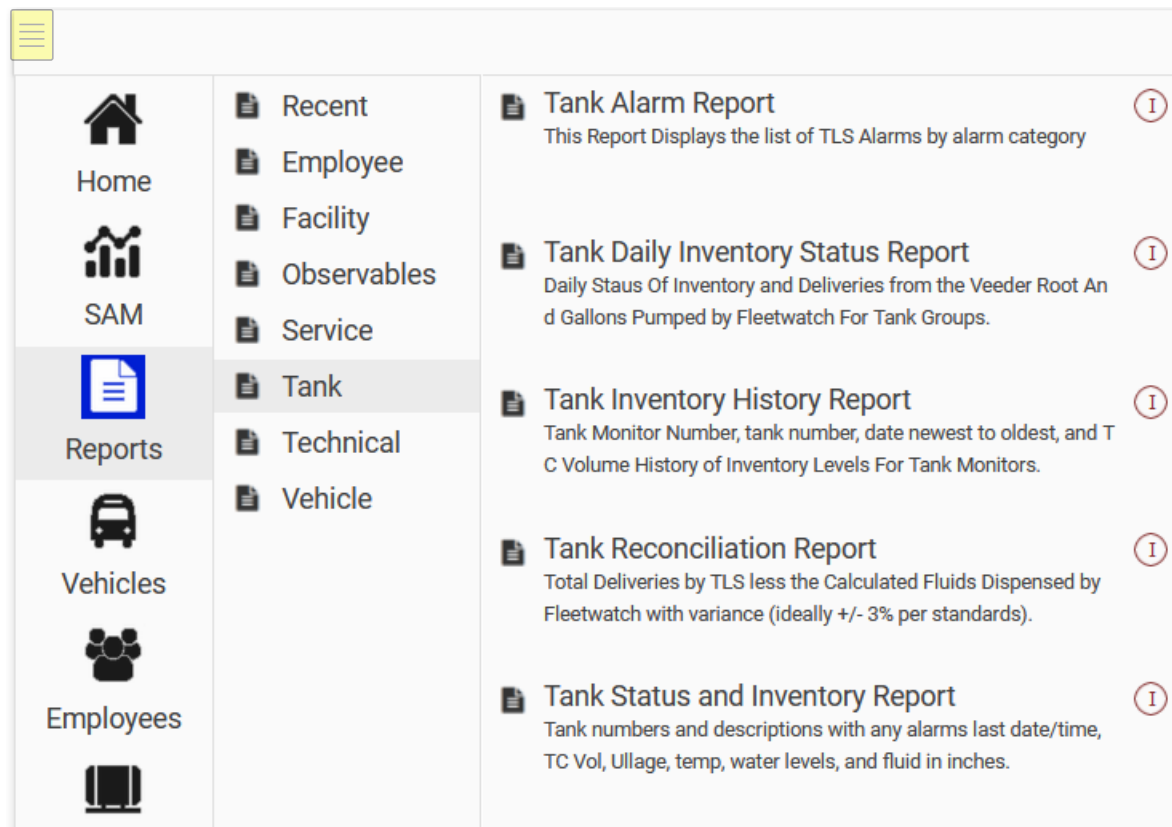 Home
SAM
Reports
Vehicles
Employees
Recent
Employee
Facility
Observables
Service
Tank
Technical
Vehicle
Tank Alarm Report
I
This Report Displays the list of TLS Alarms by alarm category
Tank Daily Inventory Status Report
I
Daily Staus Of Inventory and Deliveries from the Veeder Root An
d Gallons Pumped by Fleetwatch For Tank Groups.
Tank Inventory History Report
I
Tank Monitor Number, tank number, date newest to oldest, and T
C Volume History of Inventory Levels For Tank Monitors.
Tank Reconciliation Report
I
Total Deliveries by TLS less the Calculated Fluids Dispensed by
Fleetwatch with variance (ideally +/- 3% per standards).
Tank Status and Inventory Report
I
Tank numbers and descriptions with any alarms last date/time,
TC Vol, Ullage, temp, water levels, and fluid in inches.